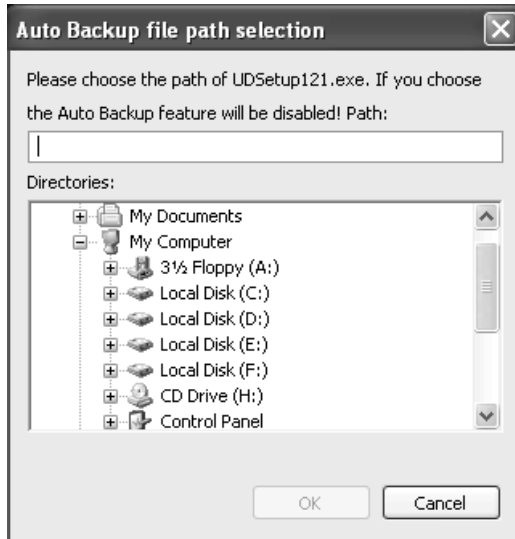 Auto Backup file path selection
Please choose the path of UDSetup121.exe. If you choose
the Auto Backup feature will be disabled! Path:
Directories:
My Documents
My Computer
3½ Floppy (A:)
Local Disk (C:)
Local Disk (D:)
Local Disk (E:)
Local Disk (F:)
CD Drive (H:)
Control Panel
OK
Cancel